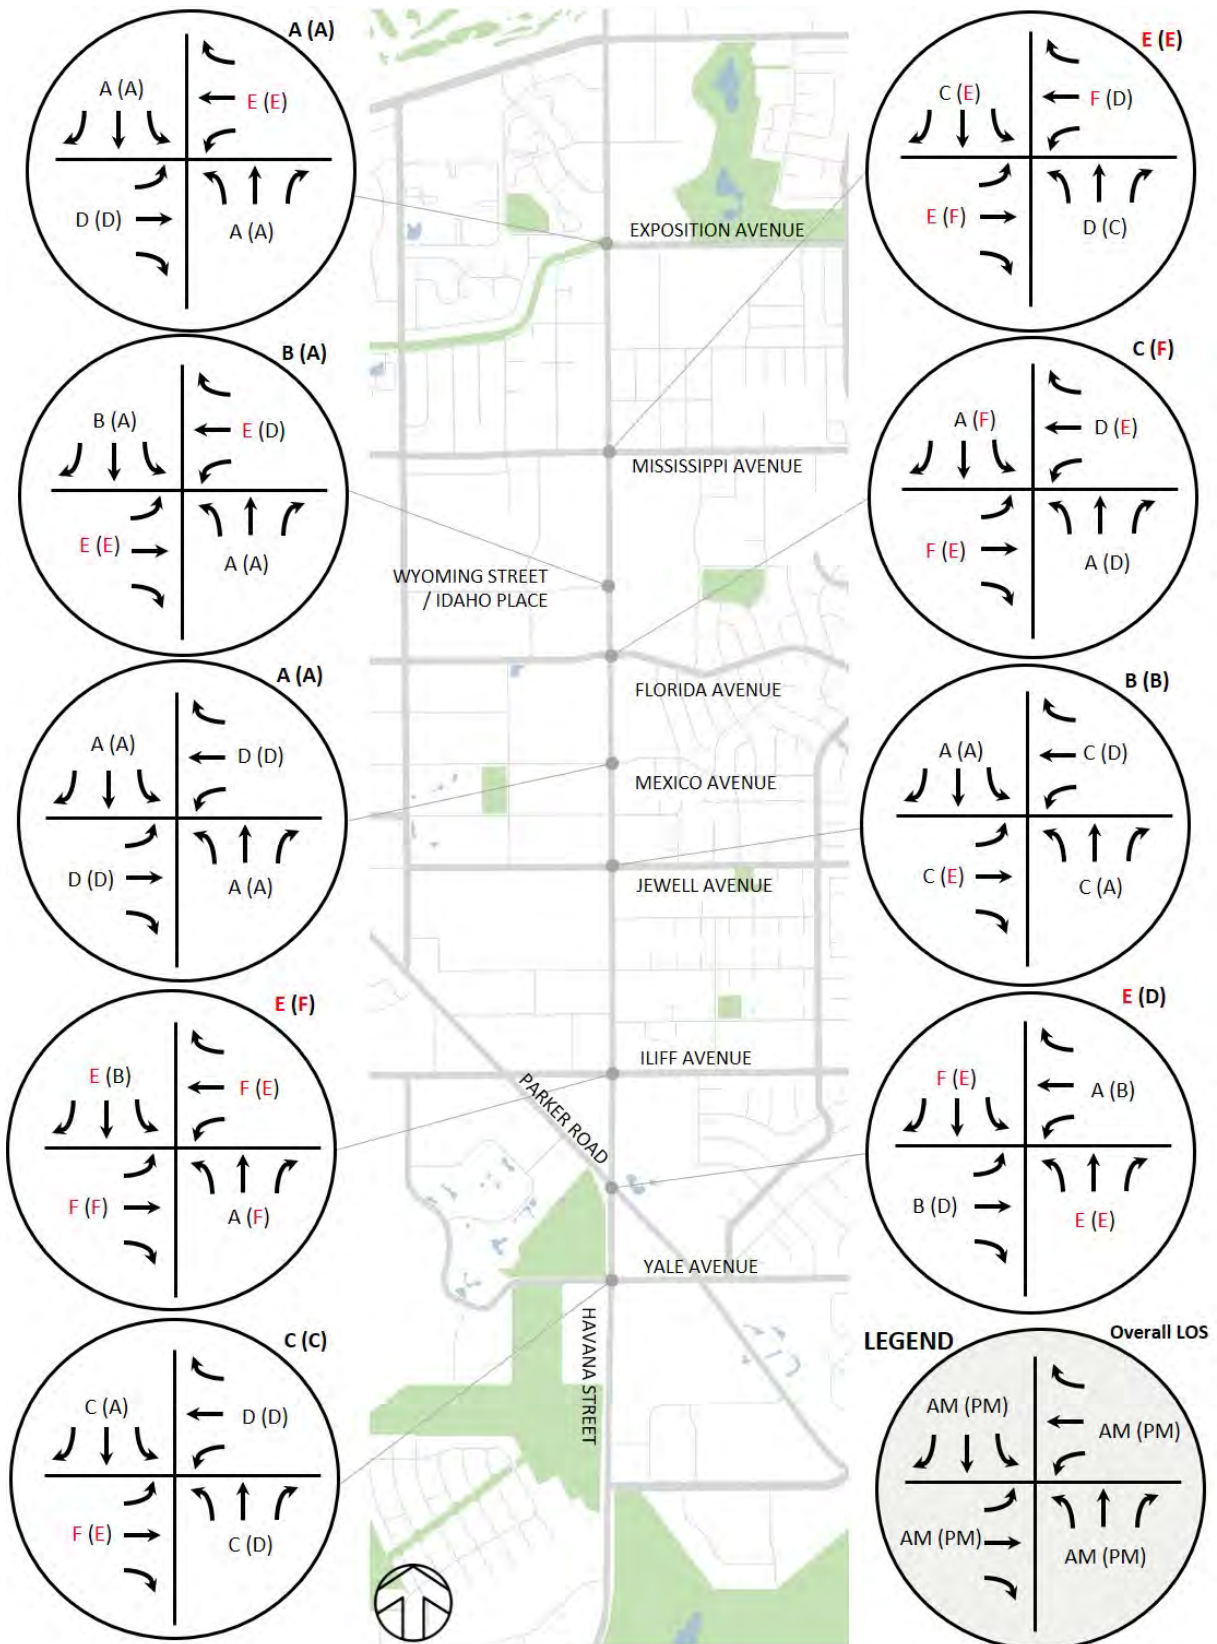 A (A)
A (A)
E (E)
D (D)
A (A)
E (E)
C (E)
F (D)
E (F)
D (C)
EXPOSITION AVENUE
B (A)
B (A)
E (D)
E (E)
A (A)
C (F)
A (F)
D (E)
F (E)
A (D)
MISSISSIPPI AVENUE
WYOMING STREET
/ IDAHO PLACE
FLORIDA AVENUE
A (A)
A (A)
D (D)
D (D)
A (A)
B (B)
A (A)
C (D)
C (E)
C (A)
MEXICO AVENUE
JEWELL AVENUE
E (F)
E (B)
F (E)
F (F)
A (F)
E (D)
F (E)
A (B)
B (D)
E (E)
ILIFF AVENUE
PARKER ROAD
YALE AVENUE
HAVANA STREET
C (C)
C (A)
D (D)
F (E)
C (D)
LEGEND
Overall LOS
AM (PM)
AM (PM)
AM (PM)
AM (PM)